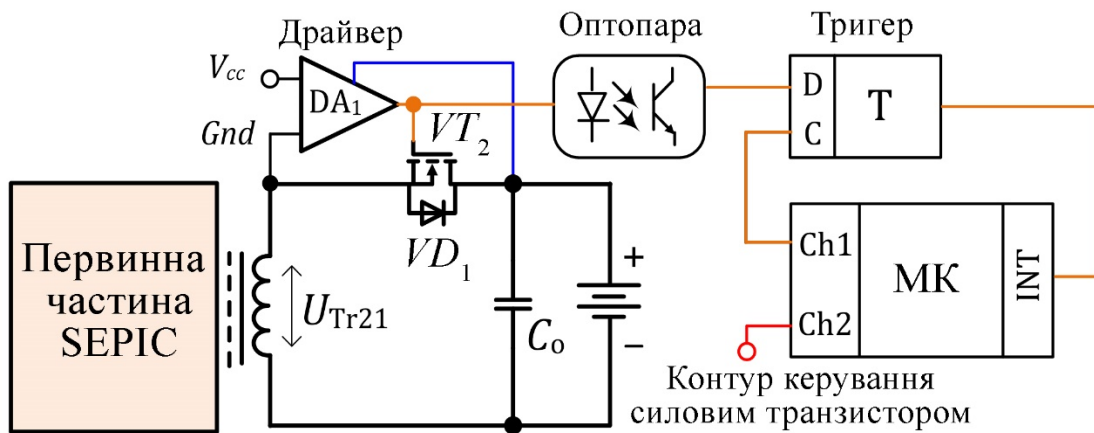 Драйвер
Оптопара
Тригер
Vcc
DA1
Gnd
VT2
D
T
C
VD1
Первинна
частина
SEPIC
UTr21
Co
+
−
Ch1
МК
INT
Ch2
Контур керування
силовим транзистором